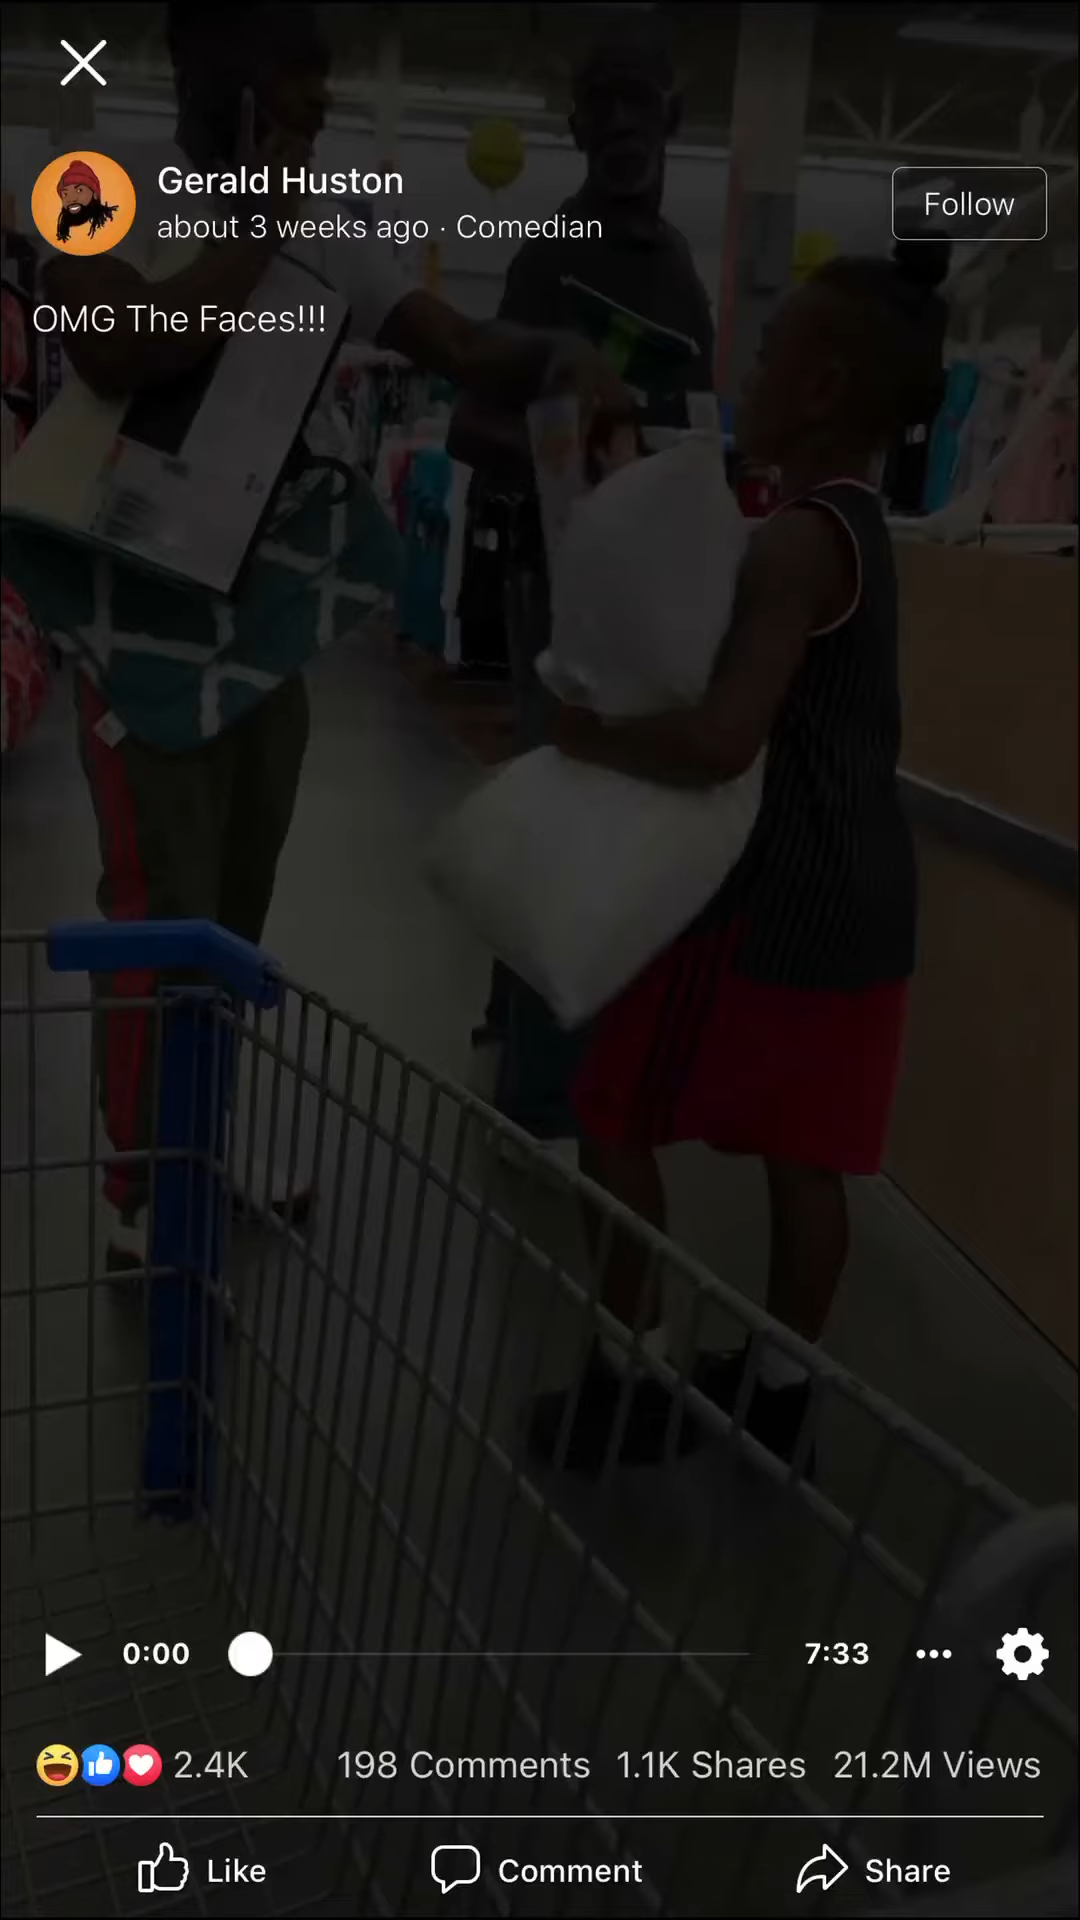 Gerald Huston
about 3 weeks ago · Comedian
Follow
OMG The Faces!!!
0:00
7:33
2.4K
198 Comments
1.1K Shares
21.2M Views
Like
Comment
Share